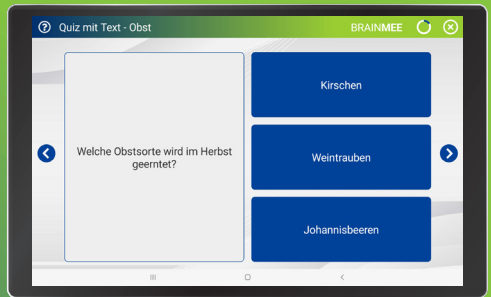 Quiz mit Text - Obst
BRAINMEE
Welche Obstsorte wird im Herbst
geerntet?
Kirschen
Weintrauben
Johannisbeeren